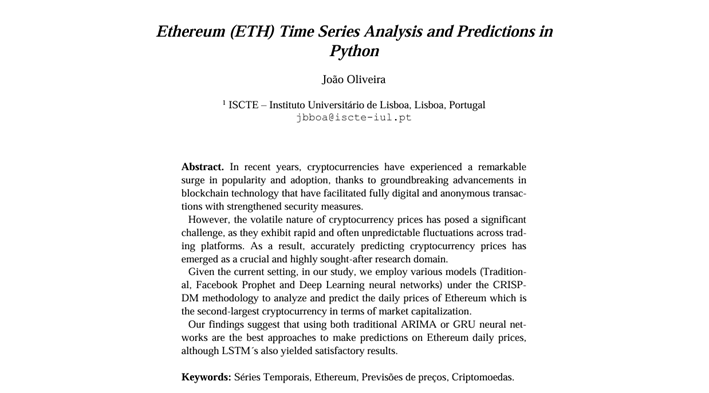 Ethereum (ETH) Time Series Analysis and Predictions in
Python
João Oliveira
¹ ISCTE – Instituto Universitário de Lisboa, Lisboa, Portugal
jbboa@iscte-iul.pt
Abstract. In recent years, cryptocurrencies have experienced a remarkable
surge in popularity and adoption, thanks to groundbreaking advancements in
blockchain technology that have facilitated fully digital and anonymous transac-
tions with strengthened security measures.
However, the volatile nature of cryptocurrency prices has posed a significant
challenge, as they exhibit rapid and often unpredictable fluctuations across trad-
ing platforms. As a result, accurately predicting cryptocurrency prices has
emerged as a crucial and highly sought-after research domain.
Given the current setting, in our study, we employ various models (Tradition-
al, Facebook Prophet and Deep Learning neural networks) under the CRISP-
DM methodology to analyze and predict the daily prices of Ethereum which is
the second-largest cryptocurrency in terms of market capitalization.
Our findings suggest that using both traditional ARIMA or GRU neural net-
works are the best approaches to make predictions on Ethereum daily prices,
although LSTM´s also yielded satisfactory results.
Keywords: Séries Temporais, Ethereum, Previsões de preços, Criptomoedas.